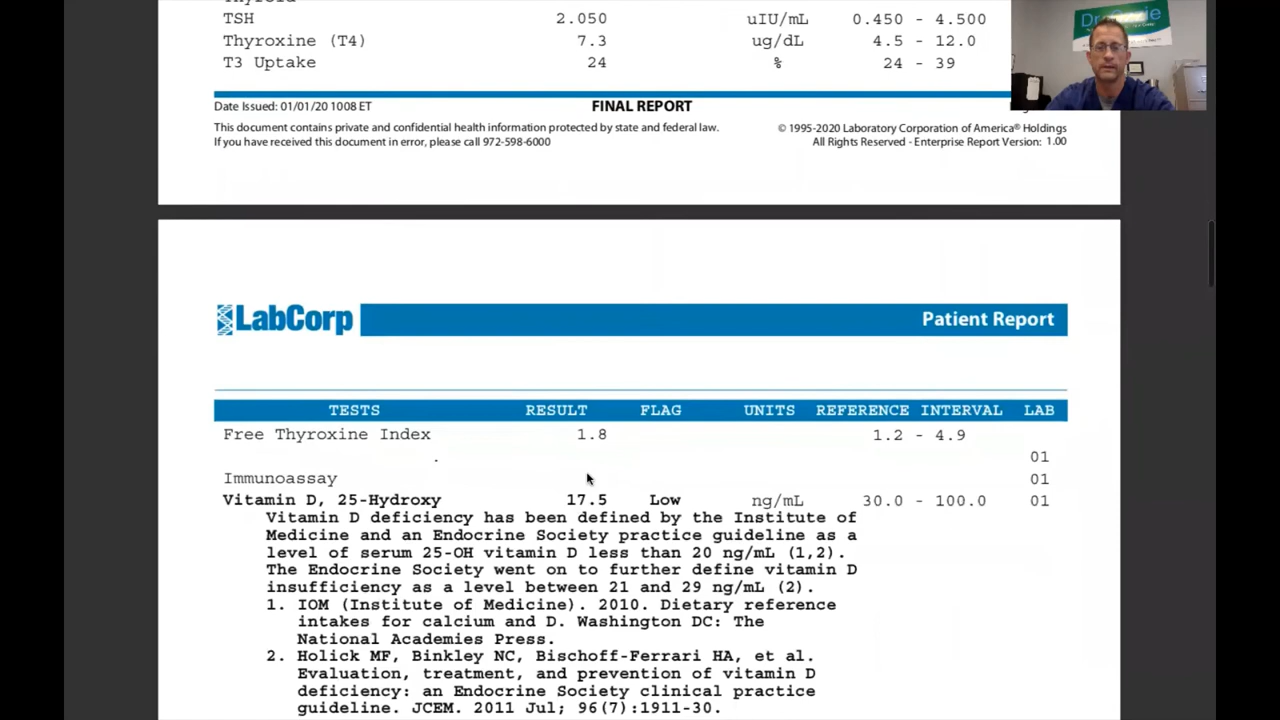 TSH 2.050 uIU/mL 0.450 - 4.500
Thyroxine (T4) 7.3 ug/dL 4.5 - 12.0
T3 Uptake 24 % 24 - 39
Date Issued: 01/01/20 1008 ET FINAL REPORT
This document contains private and confidential health information protected by state and federal law.
If you have received this document in error, please call 972-598-6000
© 1995-2020 Laboratory Corporation of America® Holdings
All Rights Reserved - Enterprise Report Version: 1.00
LabCorp Patient Report
TESTS RESULT FLAG UNITS REFERENCE INTERVAL LAB
Free Thyroxine Index 1.8 1.2 - 4.9
. 01
Immunoassay 01
Vitamin D, 25-Hydroxy 17.5 Low ng/mL 30.0 - 100.0 01
Vitamin D deficiency has been defined by the Institute of
Medicine and an Endocrine Society practice guideline as a
level of serum 25-OH vitamin D less than 20 ng/mL (1,2).
The Endocrine Society went on to further define vitamin D
insufficiency as a level between 21 and 29 ng/mL (2).
1. IOM (Institute of Medicine). 2010. Dietary reference
intakes for calcium and D. Washington DC: The
National Academies Press.
2. Holick MF, Binkley NC, Bischoff-Ferrari HA, et al.
Evaluation, treatment, and prevention of vitamin D
deficiency: an Endocrine Society clinical practice
guideline. JCEM. 2011 Jul; 96(7):1911-30.